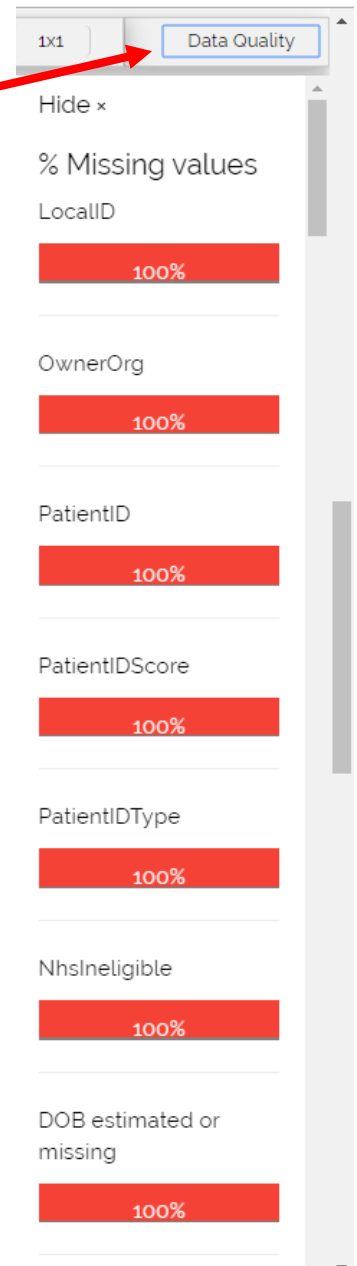 1x1
Data Quality
Hide ×
% Missing values
LocalID
100%
OwnerOrg
100%
PatientID
100%
PatientIDScore
100%
PatientIDType
100%
NhsIneligible
100%
DOB estimated or
missing
100%